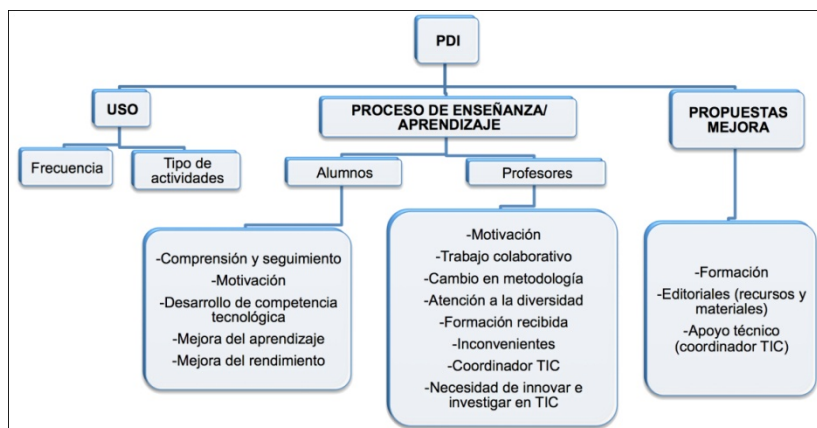 PDI
USO
Frecuencia
Tipo de
actividades
PROCESO DE ENSEÑANZA/
APRENDIZAJE
Alumnos
-Comprensión y seguimiento
-Motivación
-Desarrollo de competencia
tecnológica
-Mejora del aprendizaje
-Mejora del rendimiento
Profesores
-Motivación
-Trabajo colaborativo
-Cambio en metodología
-Atención a la diversidad
-Formación recibida
-Inconvenientes
-Coordinador TIC
-Necesidad de innovar e
investigar en TIC
PROPUESTAS
MEJORA
-Formación
-Editoriales (recursos y
materiales)
-Apoyo técnico
(coordinador TIC)